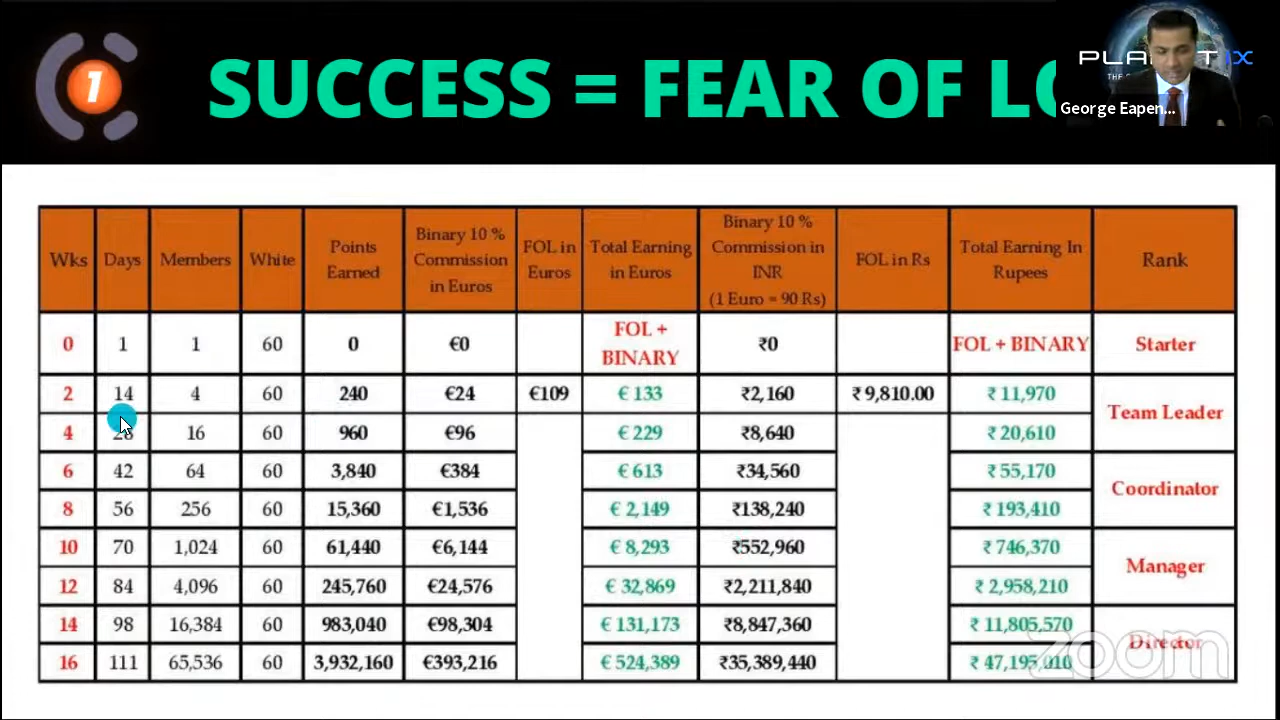 1
SUCCESS = FEAR OF LO
PLAN T IX
George Eapen...
Wks Days Members White Points Earned Binary 10 % Commission in Euros FOL in Euros Total Earning in Euros Binary 10 % Commission in INR (1 Euro = 90 Rs) FOL in Rs Total Earning In Rupees Rank
0 1 1 60 0 €0 FOL + BINARY ₹0 FOL + BINARY Starter
2 14 4 60 240 €24 €109 € 133 ₹2,160 ₹ 9,810.00 ₹ 11,970 Team Leader
4 28 16 60 960 €96 € 229 ₹8,640 ₹ 20,610
6 42 64 60 3,840 €384 € 613 ₹34,560 ₹ 55,170 Coordinator
8 56 256 60 15,360 €1,536 € 2,149 ₹138,240 ₹ 193,410
10 70 1,024 60 61,440 €6,144 € 8,293 ₹552,960 ₹ 746,370 Manager
12 84 4,096 60 245,760 €24,576 € 32,869 ₹2,211,840 ₹ 2,958,210
14 98 16,384 60 983,040 €98,304 € 131,173 ₹8,847,360 ₹ 11,805,570 Director
16 111 65,536 60 3,932,160 €393,216 € 524,389 ₹35,389,440 ₹ 47,195,010
zoom